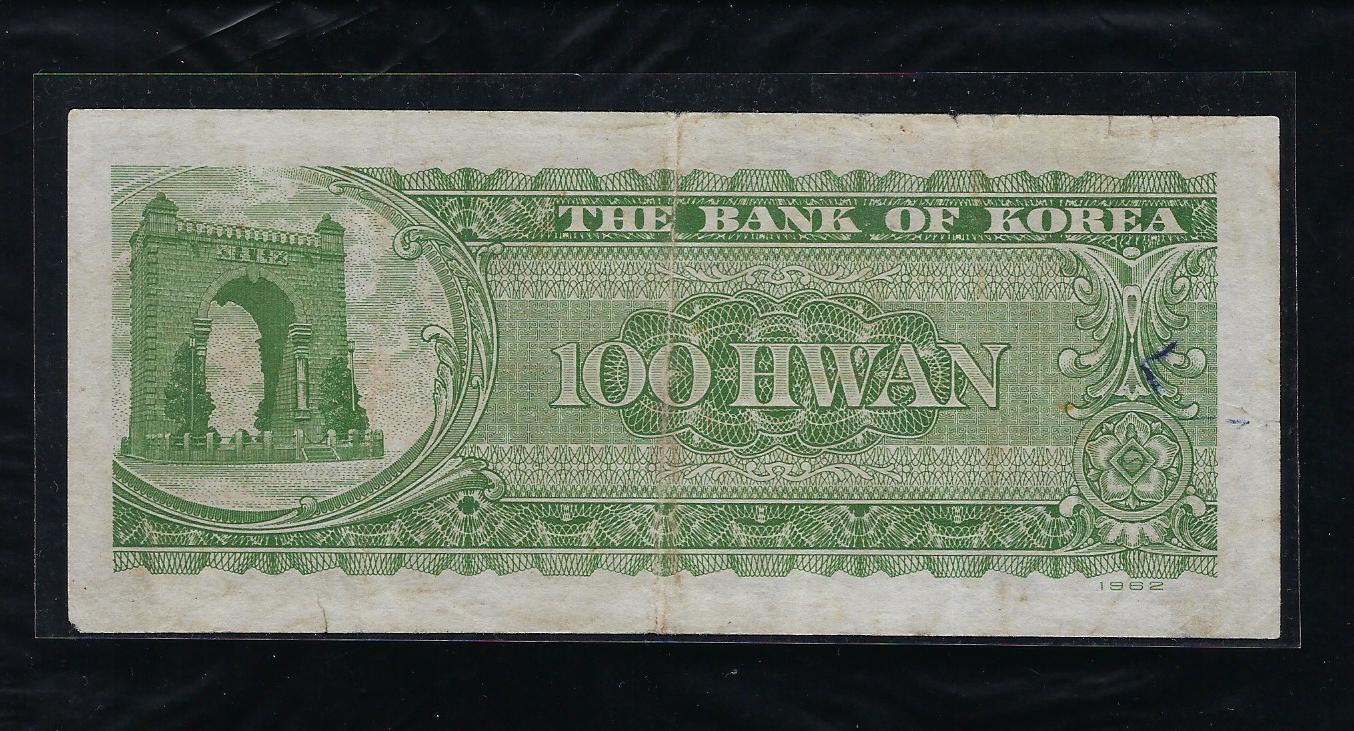 THE BANK OF KOREA
100 HWAN
1962